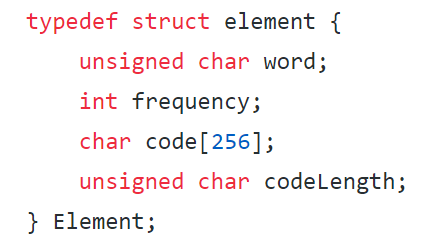 typedef struct element {
    unsigned char word;
    int frequency;
    char code[256];
    unsigned char codeLength;
} Element;